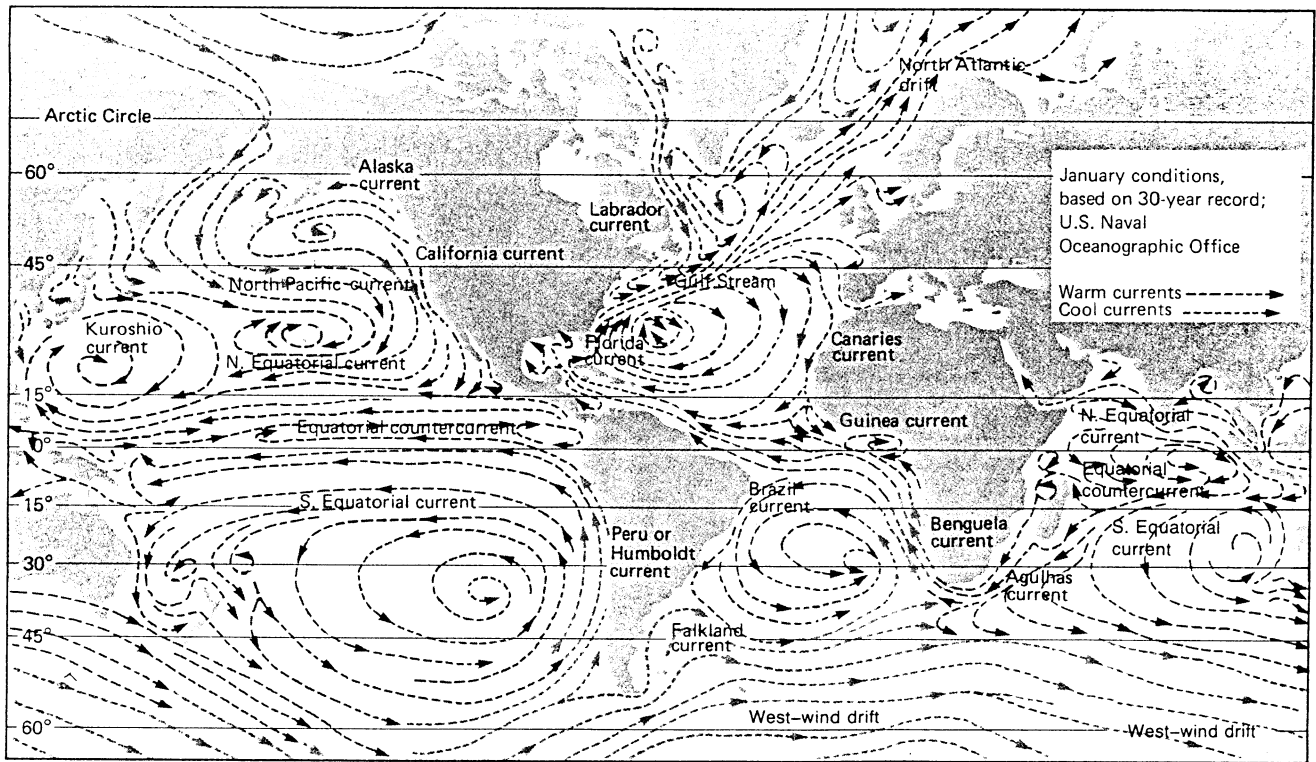 North Atlantic
drift
Arctic Circle
60°
Alaska
current
Labrador
current
January conditions,
based on 30-year record;
U.S. Naval
Oceanographic Office
Warm currents
Cool currents
California current
45°
North Pacific current
Gulf Stream
Kuroshio
current
Florida
current
Canaries
current
N. Equatorial current
15°
Guinea current
N. Equatorial
current
Equatorial countercurrent
0°
Equatorial
countercurrent
Brazil
current
S. Equatorial current
15°
Peru or
Humboldt
current
Benguela
current
S. Equatorial
current
30°
Agulhas
current
Falkland
current
45°
West-wind drift
60°
West-wind drift